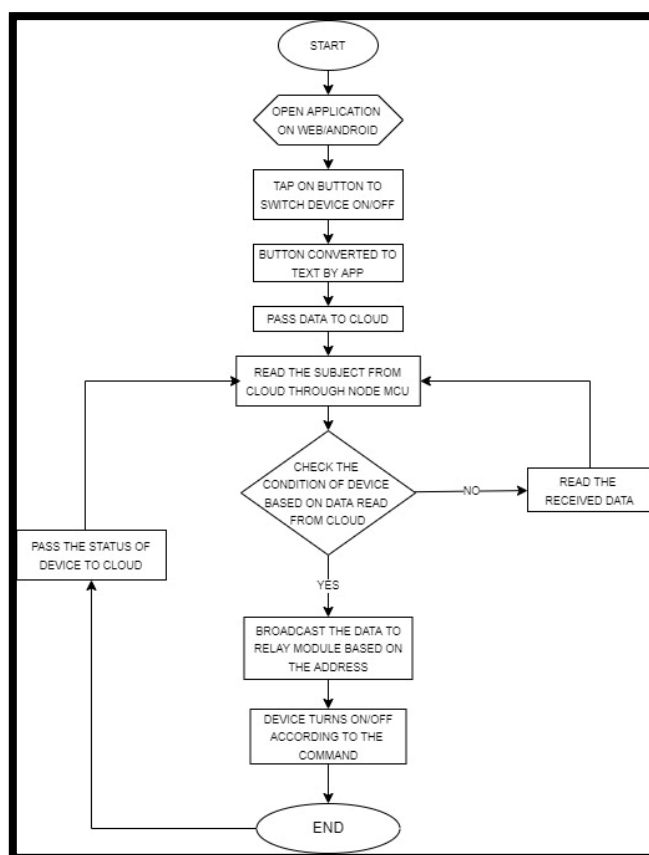 START
OPEN APPLICATION
ON WEB/ANDROID
TAP ON BUTTON TO
SWITCH DEVICE ON/OFF
BUTTON CONVERTED TO
TEXT BY APP
PASS DATA TO CLOUD
READ THE SUBJECT FROM
CLOUD THROUGH NODE MCU
CHECK THE
CONDITION OF DEVICE
BASED ON DATA READ
FROM CLOUD
NO
READ THE
RECEIVED DATA
PASS THE STATUS OF
DEVICE TO CLOUD
YES
BROADCAST THE DATA TO
RELAY MODULE BASED ON
THE ADDRESS
DEVICE TURNS ON/OFF
ACCORDING TO THE
COMMAND
END